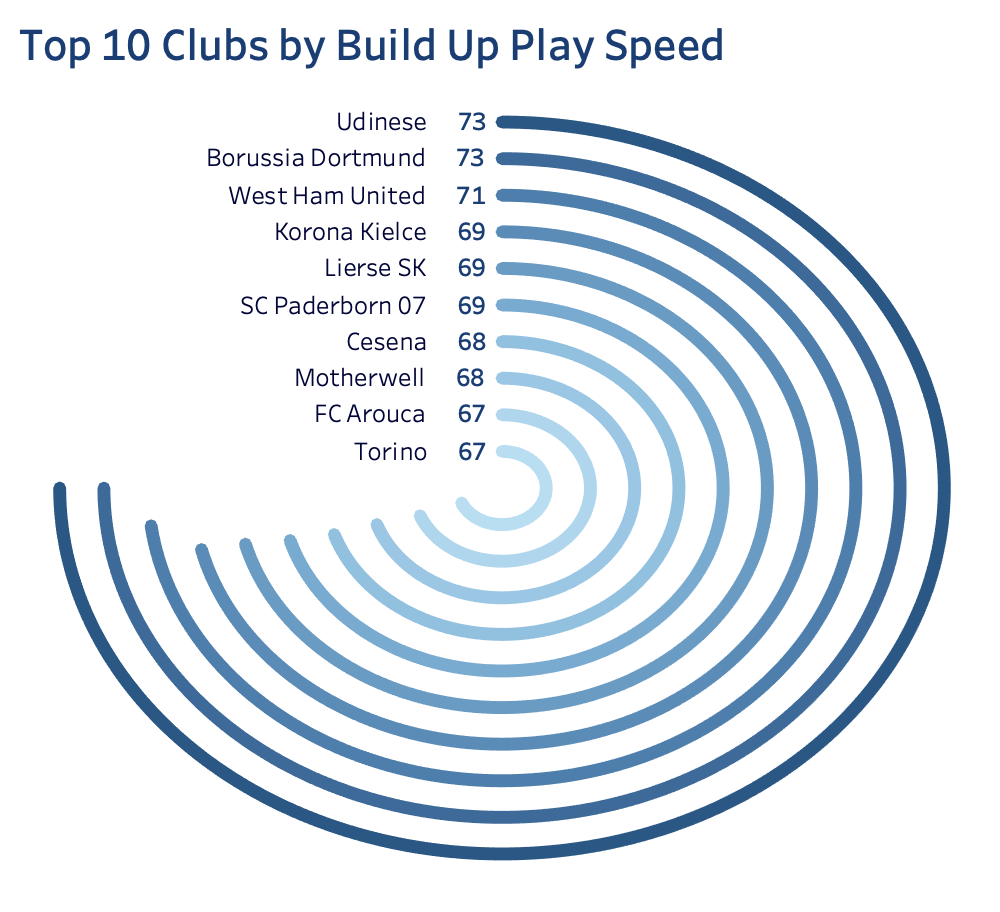 Top 10 Clubs by Build Up Play Speed
Udinese 73
Borussia Dortmund 73
West Ham United 71
Korona Kielce 69
Lierse SK 69
SC Paderborn 07 69
Cesena 68
Motherwell 68
FC Arouca 67
Torino 67